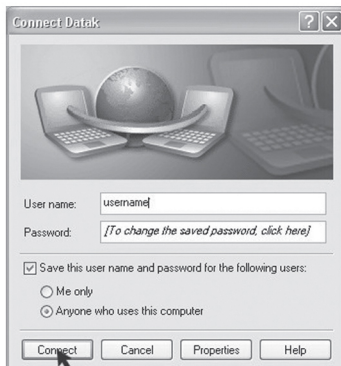 Connect Datak
User name:
username
Password:
[To change the saved password, click here]
Save this user name and password for the following users:
Me only
Anyone who uses this computer
Connect
Cancel
Properties
Help